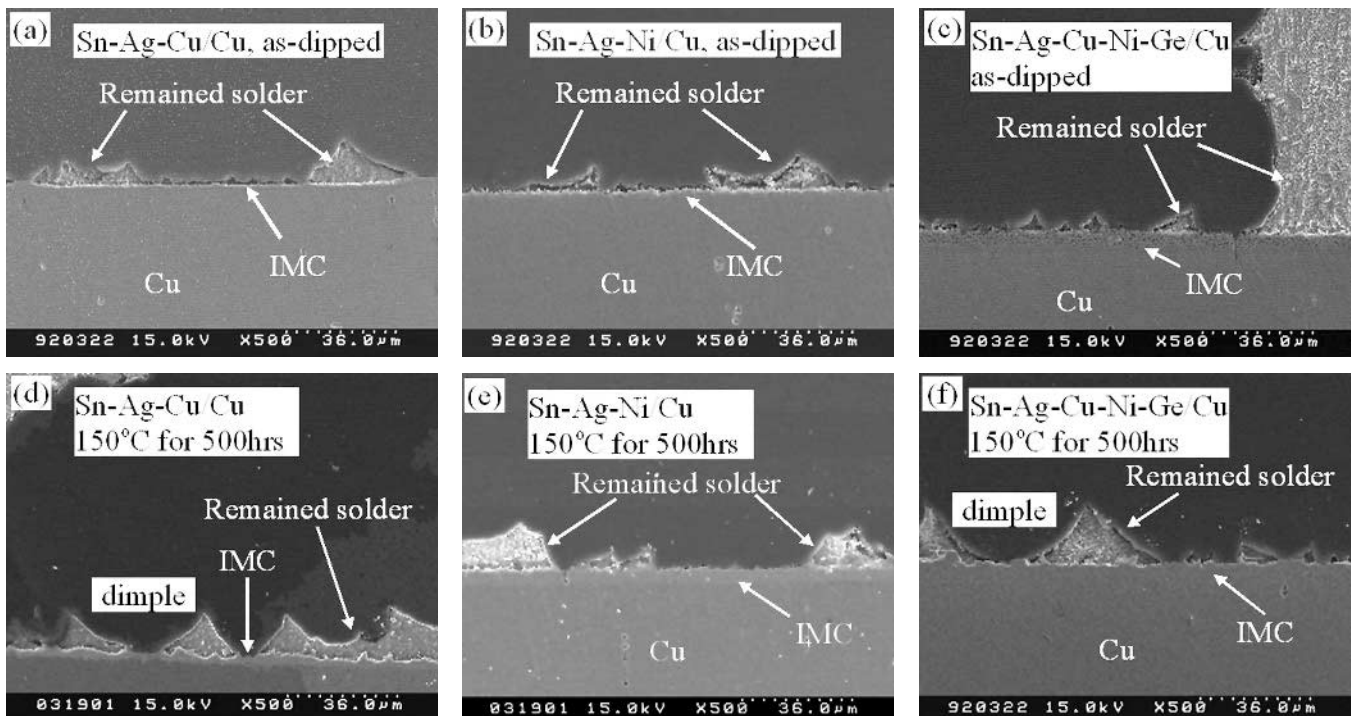 (a)
Sn-Ag-Cu/Cu, as-dipped
Remained solder
IMC
Cu
920322 15.0kV X500 36.0µm
(b)
Sn-Ag-Ni/Cu, as-dipped
Remained solder
IMC
Cu
920322 15.0kV X500 36.0µm
(c)
Sn-Ag-Cu-Ni-Ge/Cu
as-dipped
Remained solder
IMC
Cu
920322 15.0kV X500 36.0µm
(d)
Sn-Ag-Cu/Cu
150°C for 500hrs
Remained solder
IMC
dimple
031901 15.0kV X500 36.0µm
(e)
Sn-Ag-Ni/Cu
150°C for 500hrs
Remained solder
IMC
Cu
031901 15.0kV X500 36.0µm
(f)
Sn-Ag-Cu-Ni-Ge/Cu
150°C for 500hrs
Remained solder
dimple
IMC
Cu
920322 15.0kV X500 36.0µm